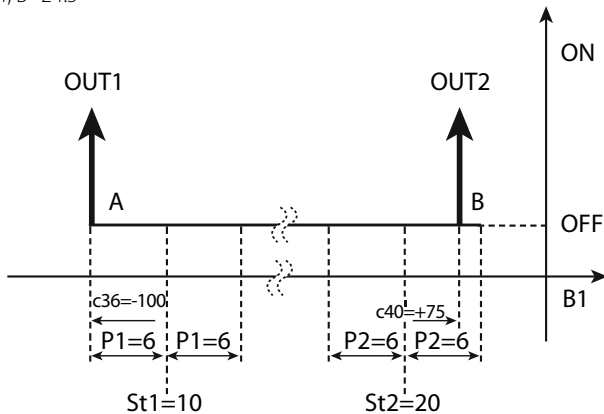 ON
OUT1 OUT2
A B
OFF
c36=-100 c40=+75 B1
P1=6 P1=6 P2=6 P2=6
St1=10 St2=20